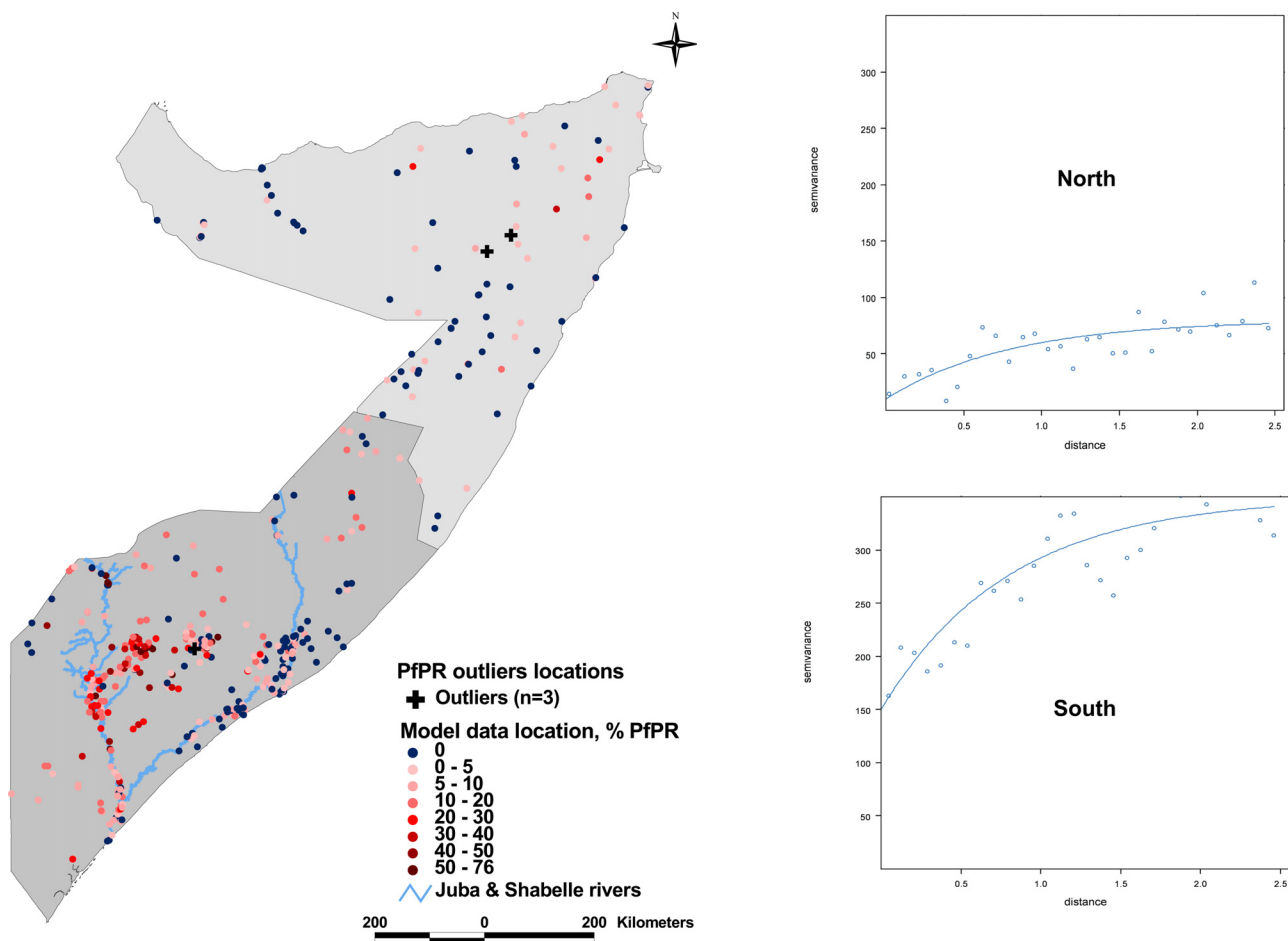 N
PfPR outliers locations
Outliers (n=3)
Model data location, % PfPR
0
0 - 5
5 - 10
10 - 20
20 - 30
30 - 40
40 - 50
50 - 76
Juba & Shabelle rivers
200 0 200 Kilometers
300
250
200
150
100
50
semivariance
North
0.5 1.0 1.5 2.0 2.5
distance
300
250
200
150
100
50
semivariance
South
0.5 1.0 1.5 2.0 2.5
distance